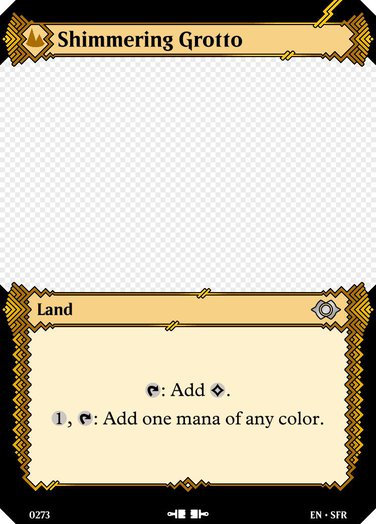 Shimmering Grotto
Land
: Add .
1, : Add one mana of any color.
0273
EN • SFR